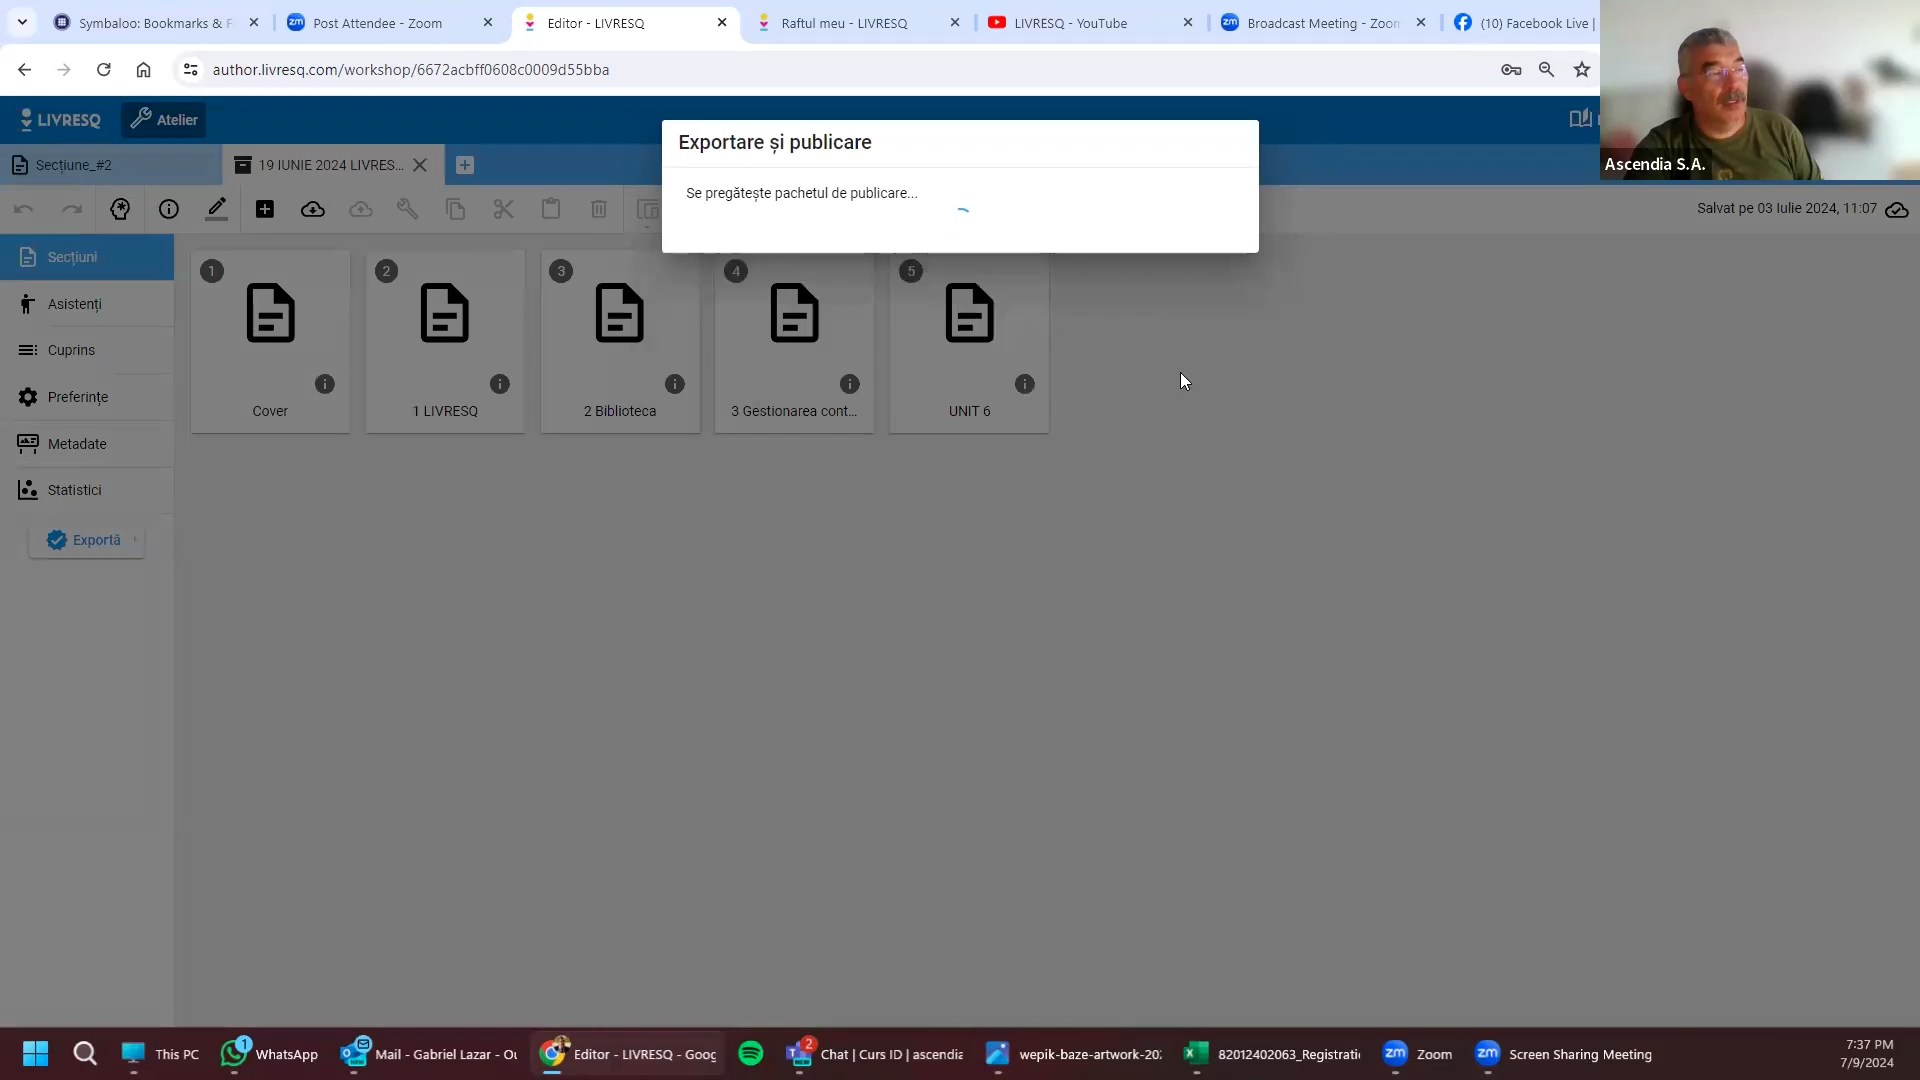 Symbaloo: Bookmarks & F
Post Attendee - Zoom
Editor - LIVRESQ
Raftul meu - LIVRESQ
LIVRESQ - YouTube
Broadcast Meeting - Zoom
(10) Facebook Live |
author.livresq.com/workshop/6672acbff0608c0009d55bba
Ascendia S.A.
LIVRESQ
Atelier
Exportare și publicare
Se pregătește pachetul de publicare...
Secțiune_#2
19 IUNIE 2024 LIVRES...
Salvat pe 03 Iulie 2024, 11:07
Secțiuni
Asistenți
Cuprins
Preferințe
Metadate
Statistici
Exportă
1
2
3
4
5
Cover
1 LIVRESQ
2 Biblioteca
3 Gestionarea cont...
UNIT 6
This PC
1
WhatsApp
Mail - Gabriel Lazar - Ou
Editor - LIVRESQ - Goog
2
Chat | Curs ID | ascendia
wepik-baze-artwork-202
82012402063_Registrati
zm
Zoom
zm
Screen Sharing Meeting
7:37 PM
7/9/2024